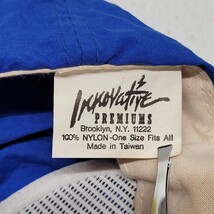 Innovative
PREMIUMS
Brooklyn, N.Y. 11222
100% NYLON-One Size Fits All
Made in Taiwan